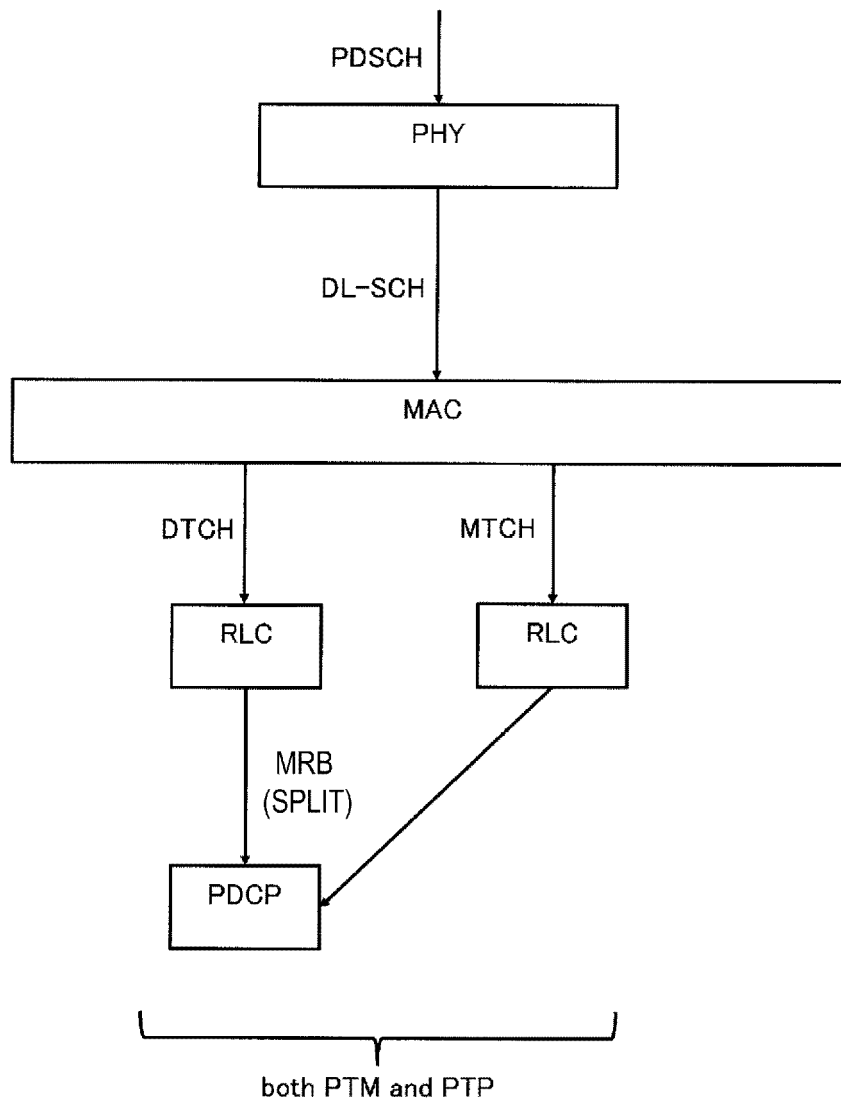 PDSCH
PHY
DL-SCH
MAC
DTCH
MTCH
RLC
RLC
MRB
(SPLIT)
PDCP
both PTM and PTP